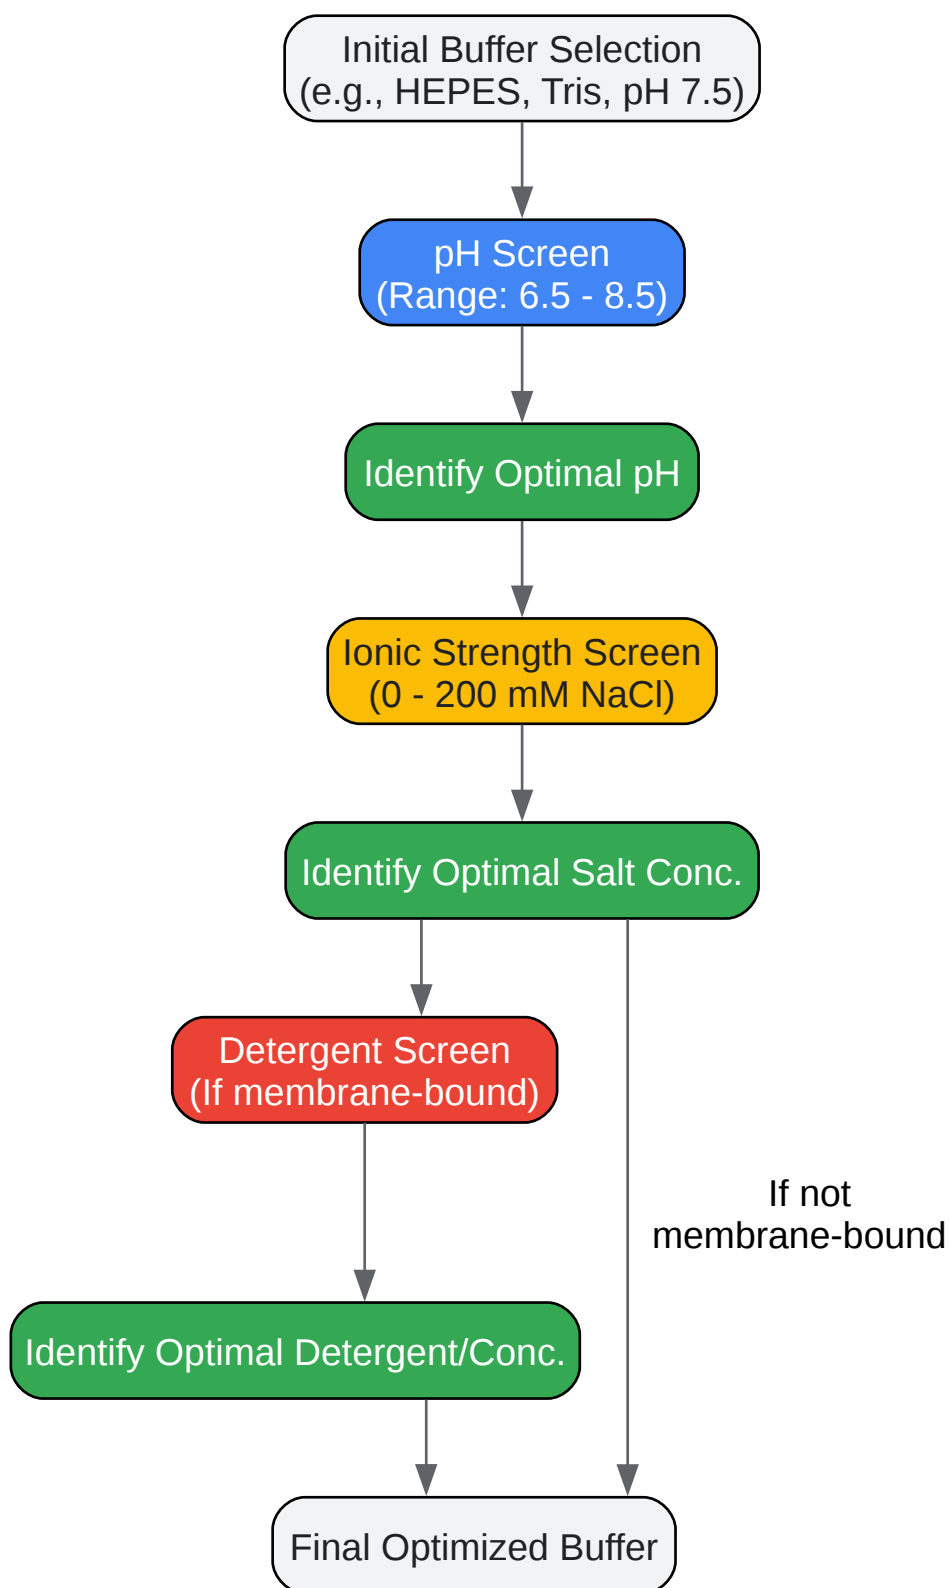 Initial Buffer Selection
(e.g., HEPES, Tris, pH 7.5)
pH Screen
(Range: 6.5 - 8.5)
Identify Optimal pH
Ionic Strength Screen
(0 - 200 mM NaCl)
Identify Optimal Salt Conc.
Detergent Screen
(If membrane-bound)
If not
membrane-bound
Identify Optimal Detergent/Conc.
Final Optimized Buffer